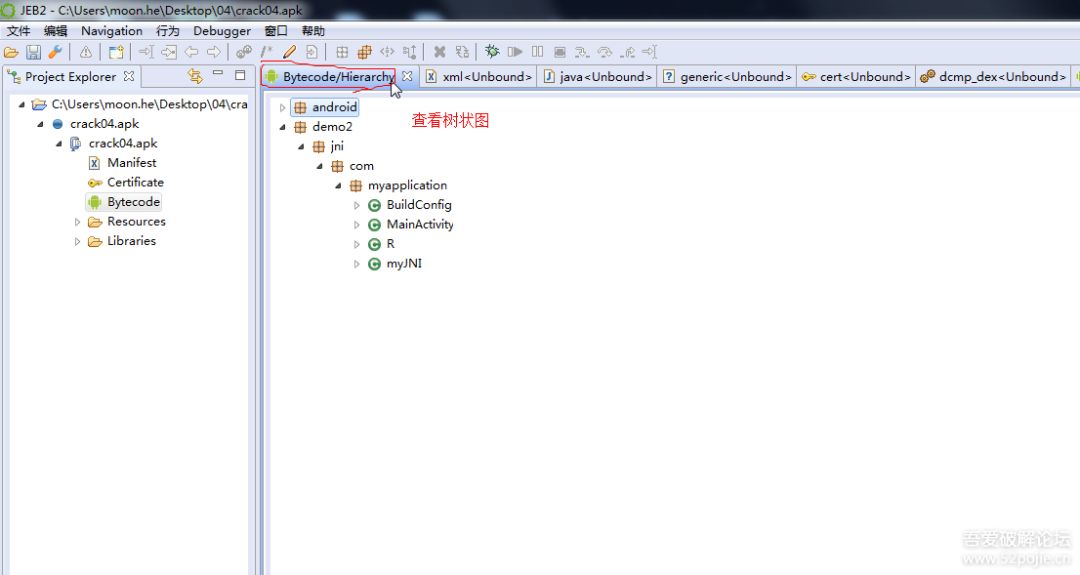 JEB2 - C:\Users\moon.he\Desktop\04\crack04.apk
文件 编辑 Navigation 行为 Debugger 窗口 帮助
Project Explorer
Bytecode/Hierarchy xml<Unbound> java<Unbound> generic<Unbound> cert<Unbound> dcmp_dex<Unbound>
C:\Users\moon.he\Desktop\04\cra
crack04.apk
crack04.apk
Manifest
Certificate
Bytecode
Resources
Libraries
android
查看树状图
demo2
jni
com
myapplication
BuildConfig
MainActivity
R
myJNI
吾爱破解论坛
www.52pojie.cn